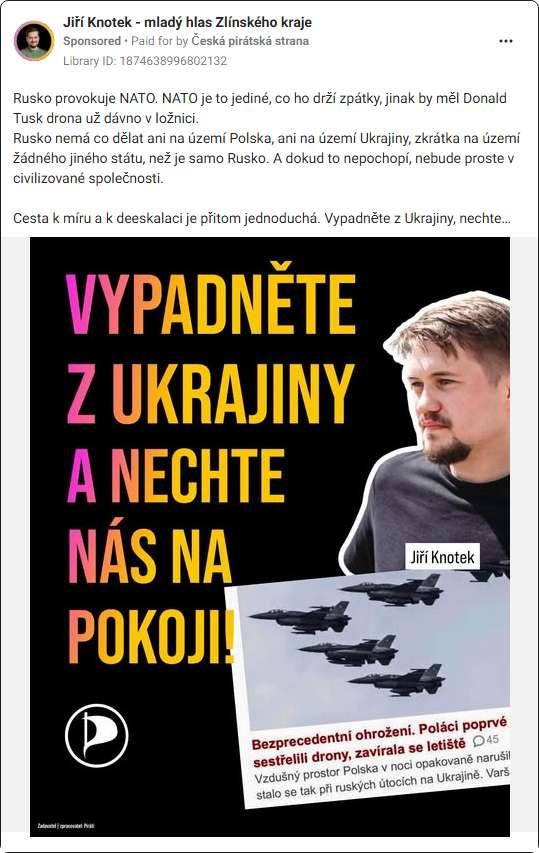 Jiří Knotek - mladý hlas Zlínského kraje
Sponsored • Paid for by Česká pirátská strana
Library ID: 1874638996802132
Rusko provokuje NATO. NATO je to jediné, co ho drží zpátky, jinak by měl Donald
Tusk drona už dávno v ložnici.
Rusko nemá co dělat ani na území Polska, ani na území Ukrajiny, zkrátka na území
žádného jiného státu, než je samo Rusko. A dokud to nepochopí, nebude proste v
civilizované společnosti.
Cesta k míru a k deeskalaci je přitom jednoduchá. Vypadněte z Ukrajiny, nechte...
VYPADNĚTE
Z UKRAJINY
A NECHTE
NÁS NA
POKOJI!
Jiří Knotek
Bezprecedentní ohrožení. Poláci poprvé
sestřelili drony, zavírala se letiště 45
Vzdušný prostor Polska v noci opakovaně narušil
stalo se tak při ruských útocích na Ukrajině. Varš
Zadavatel | zpracovatel: Piráti